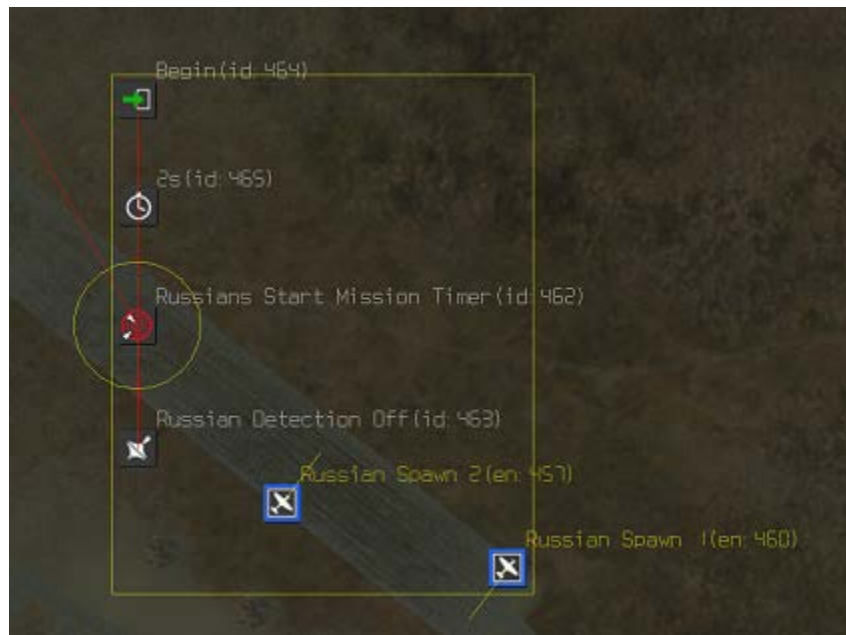 Begin(id: 464)
2s(id: 465)
Russians Start Mission Timer(id: 462)
Russian Detection Off(id: 463)
Russian Spawn 2(en: 457)
Russian Spawn 1(en: 460)